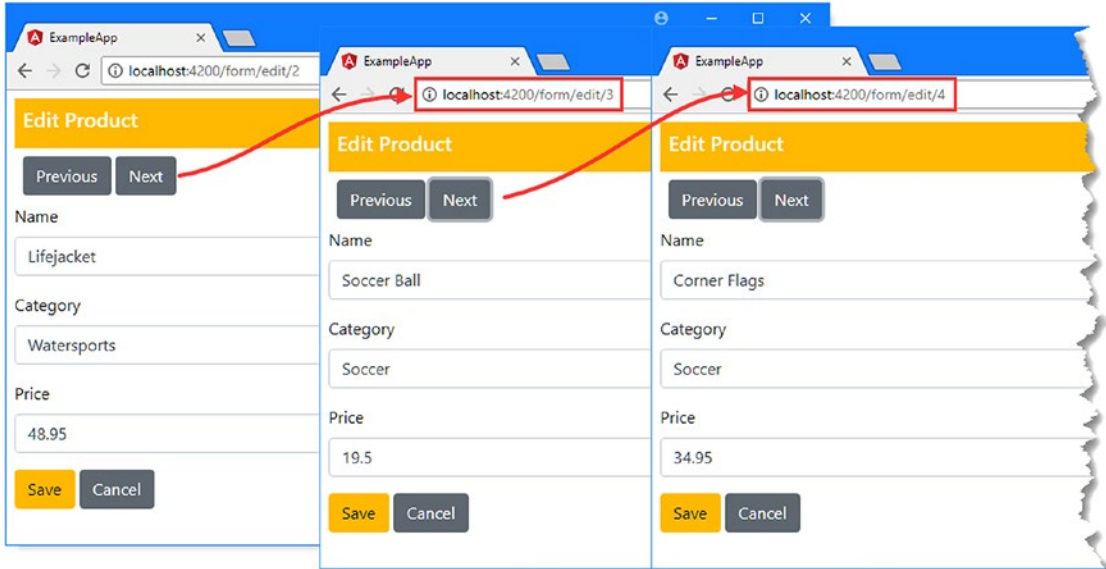 ExampleApp
localhost:4200/form/edit/2
Edit Product
Previous Next
Name
Lifejacket
Category
Watersports
Price
48.95
Save Cancel
ExampleApp
localhost:4200/form/edit/3
Edit Product
Previous Next
Name
Soccer Ball
Category
Soccer
Price
19.5
Save Cancel
ExampleApp
localhost:4200/form/edit/4
Edit Product
Previous Next
Name
Corner Flags
Category
Soccer
Price
34.95
Save Cancel